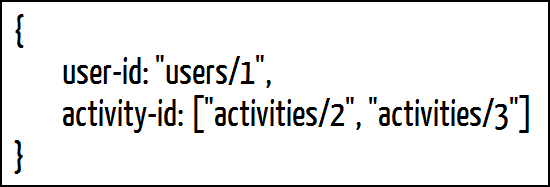 {
user-id: "users/1",
activity-id: ["activities/2", "activities/3"]
}